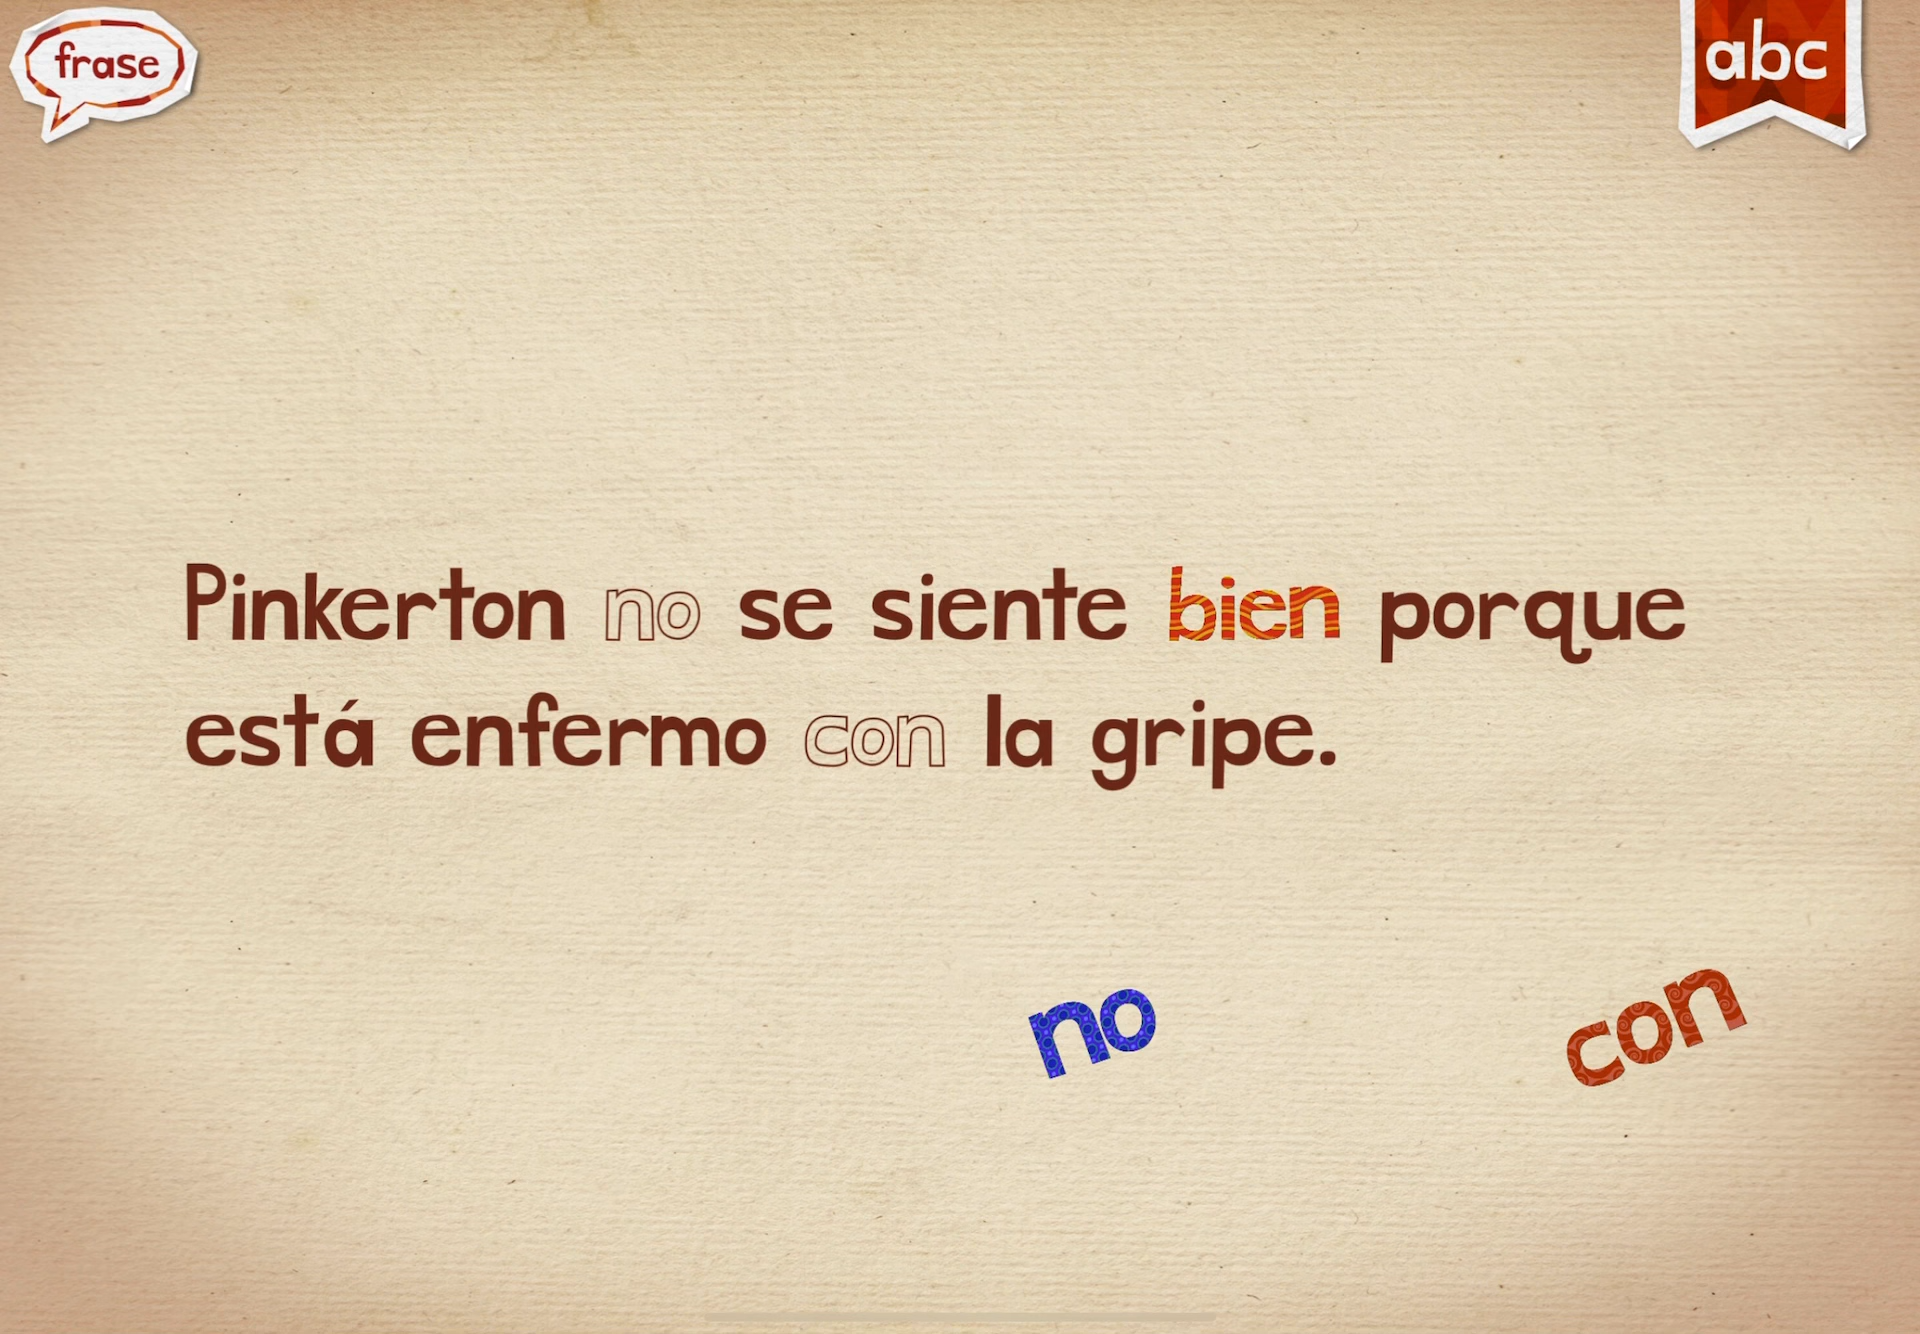 frase
abc
Pinkerton no se siente bien porque
está enfermo con la gripe.
no
con